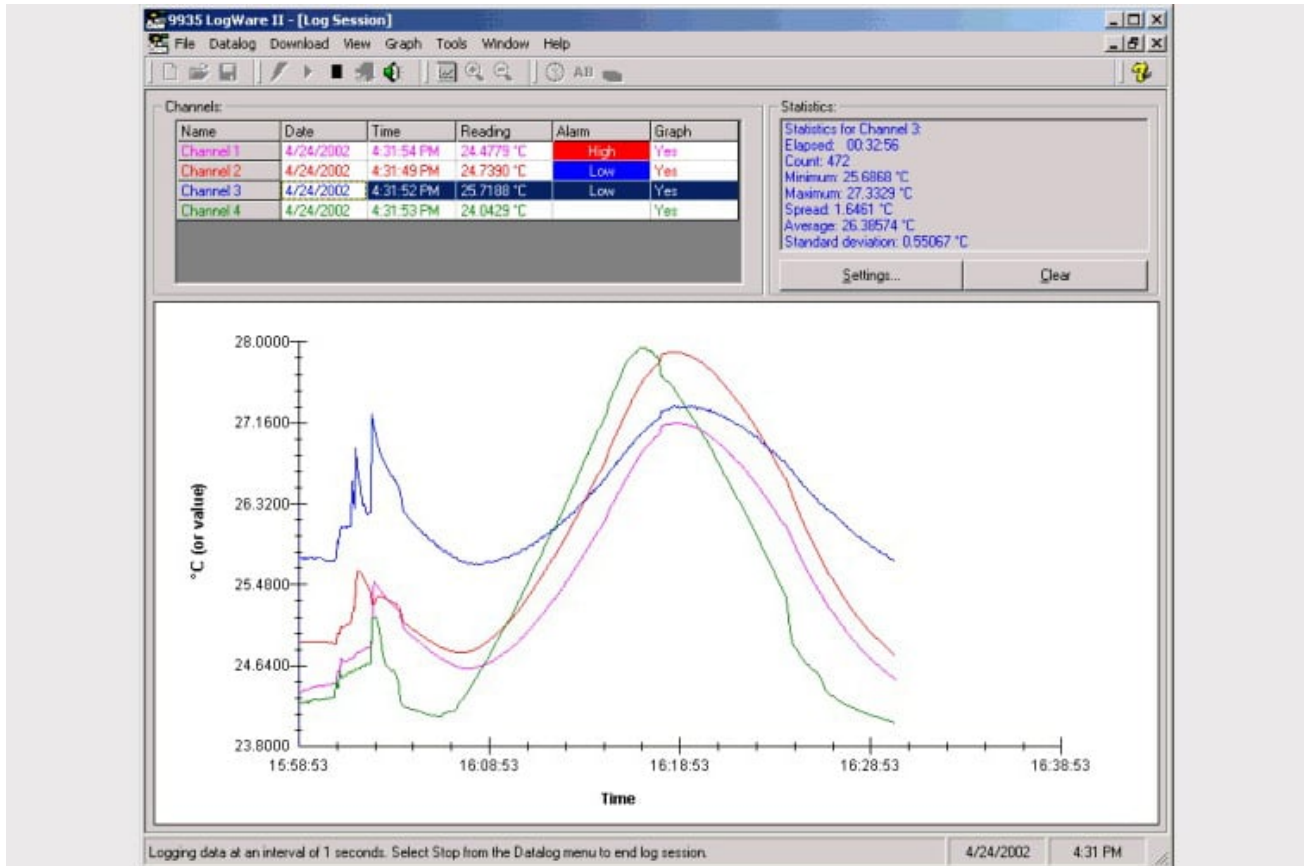 9935 LogWare II - [Log Session]
File Datalog Download View Graph Tools Window Help
AB
Channels:
Name Date Time Reading Alarm Graph
Channel 1 4/24/2002 4:31:54 PM 24.4779 °C High Yes
Channel 2 4/24/2002 4:31:49 PM 24.7390 °C Low Yes
Channel 3 4/24/2002 4:31:52 PM 25.7188 °C Low Yes
Channel 4 4/24/2002 4:31:53 PM 24.0429 °C Yes
Statistics:
Statistics for Channel 3:
Elapsed: 00:32:56
Count: 472
Minimum: 25.6868 °C
Maximum: 27.3329 °C
Spread: 1.6461 °C
Average: 26.38574 °C
Standard deviation: 0.55067 °C
Settings... Clear
28.0000
27.1600
26.3200
25.4800
24.6400
23.8000
°C (or value)
15:58:53 16:08:53 16:18:53 16:28:53 16:38:53
Time
Logging data at an interval of 1 seconds. Select Stop from the Datalog menu to end log session. 4/24/2002 4:31 PM